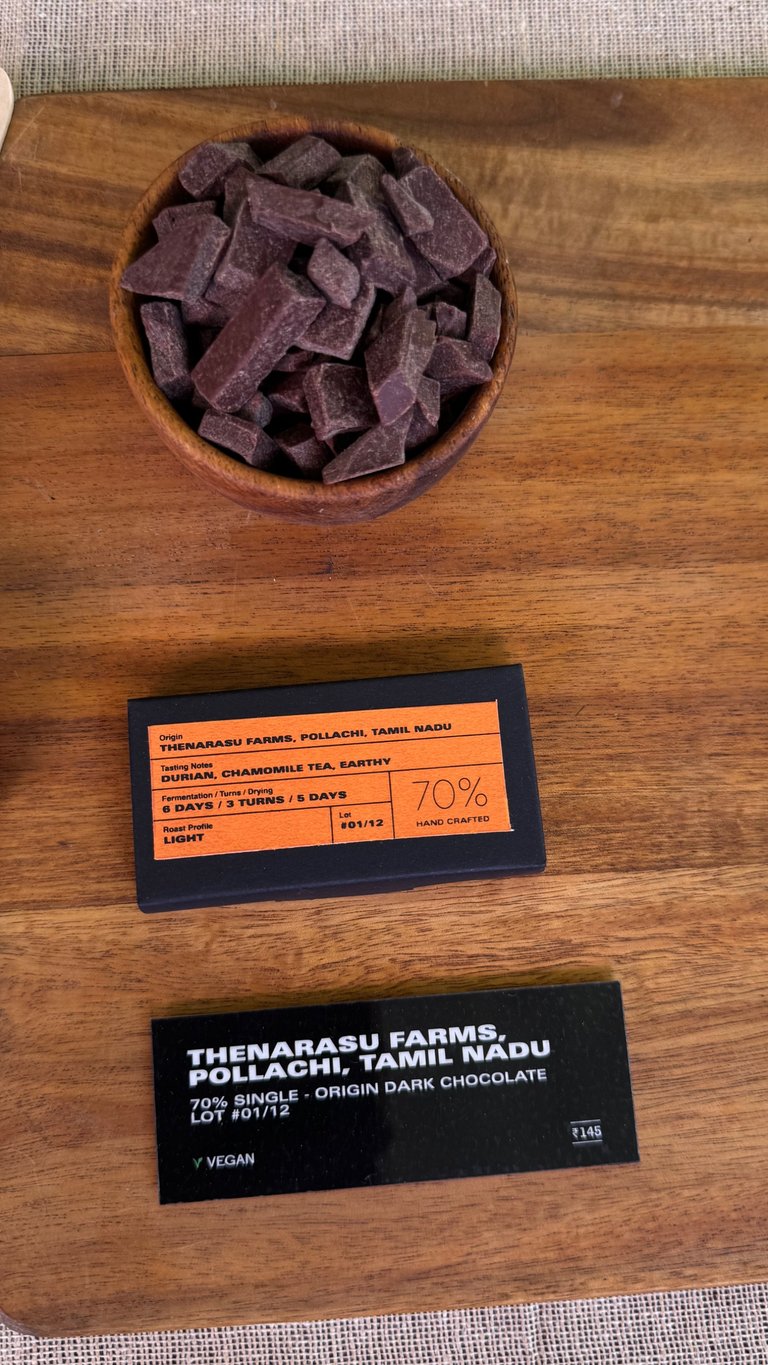 Origin
THENARASU FARMS, POLLACHI, TAMIL NADU
Tasting Notes
DURIAN, CHAMOMILE TEA, EARTHY
Fermentation / Turns / Drying
6 DAYS / 3 TURNS / 5 DAYS
Roast Profile
LIGHT
Lot
#01/12
70%
HAND CRAFTED
THENARASU FARMS,
POLLACHI, TAMIL NADU
70% SINGLE - ORIGIN DARK CHOCOLATE
LOT #01/12
₹145
V VEGAN